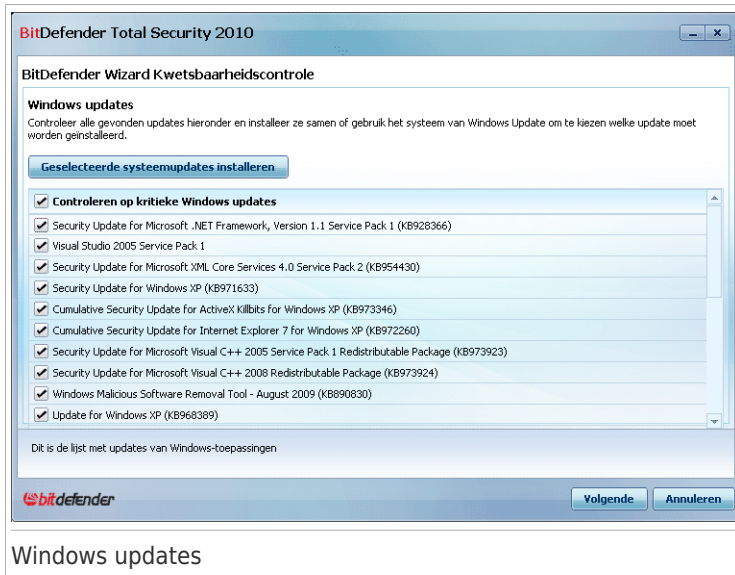 BitDefender Total Security 2010
BitDefender Wizard Kwetsbaarheidscontrole
Windows updates
Controleer alle gevonden updates hieronder en installeer ze samen of gebruik het systeem van Windows Update om te kiezen welke update moet
worden geïnstalleerd.
Geselecteerde systeemupdates installeren
Controleren op kritieke Windows updates
Security Update for Microsoft .NET Framework, Version 1.1 Service Pack 1 (KB928366)
Visual Studio 2005 Service Pack 1
Security Update for Microsoft XML Core Services 4.0 Service Pack 2 (KB954430)
Security Update for Windows XP (KB971633)
Cumulative Security Update for ActiveX Killbits for Windows XP (KB973346)
Cumulative Security Update for Internet Explorer 7 for Windows XP (KB972260)
Security Update for Microsoft Visual C++ 2005 Service Pack 1 Redistributable Package (KB973923)
Security Update for Microsoft Visual C++ 2008 Redistributable Package (KB973924)
Windows Malicious Software Removal Tool - August 2009 (KB890830)
Update for Windows XP (KB968389)
Dit is de lijst met updates van Windows-toepassingen
bitdefender
Volgende
Annuleren
Windows updates